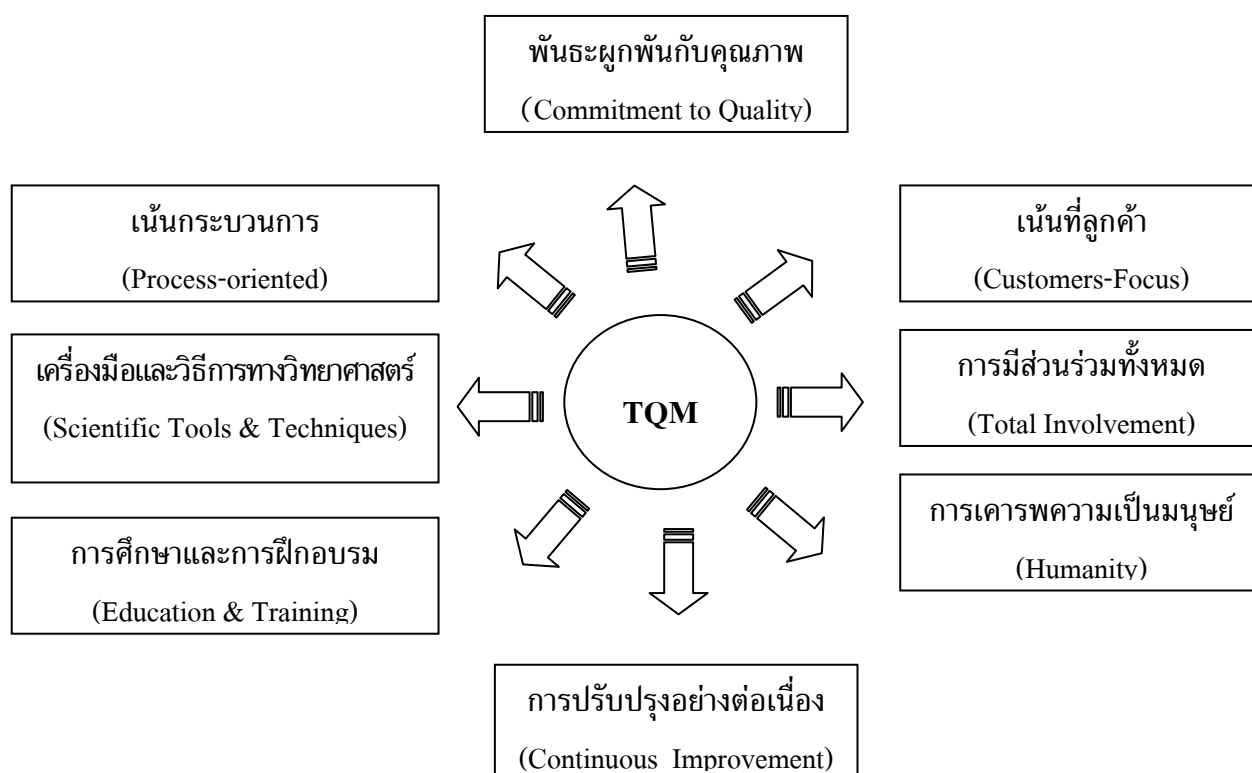 พันธะผูกพันกับคุณภาพ
(Commitment to Quality)
เน้นกระบวนการ
(Process-oriented)
เน้นที่ลูกค้า
(Customers-Focus)
เครื่องมือและวิธีการทางวิทยาศาสตร์
(Scientific Tools & Techniques)
TQM
การมีส่วนร่วมทั้งหมด
(Total Involvement)
การเคารพความเป็นมนุษย์
(Humanity)
การศึกษาและการฝึกอบรม
(Education & Training)
การปรับปรุงอย่างต่อเนื่อง
(Continuous Improvement)